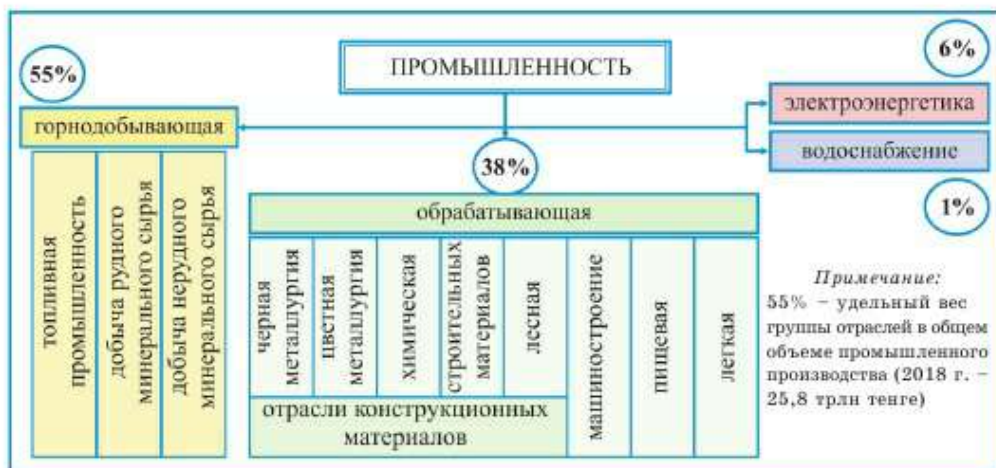 ПРОМЫШЛЕННОСТЬ
55%
горнодобывающая
топливная
промышленность
добыча рудного
минерального сырья
добыча нерудного
минерального сырья
38%
обрабатывающая
черная
металлургия
цветная
металлургия
химическая
строительных
материалов
лесная
отрасли конструкционных
материалов
машиностроение
пищевая
легкая
6%
электроэнергетика
водоснабжение
1%
Примечание:
55% – удельный вес
группы отраслей в общем
объеме промышленного
производства (2018 г. –
25,8 трлн тенге)